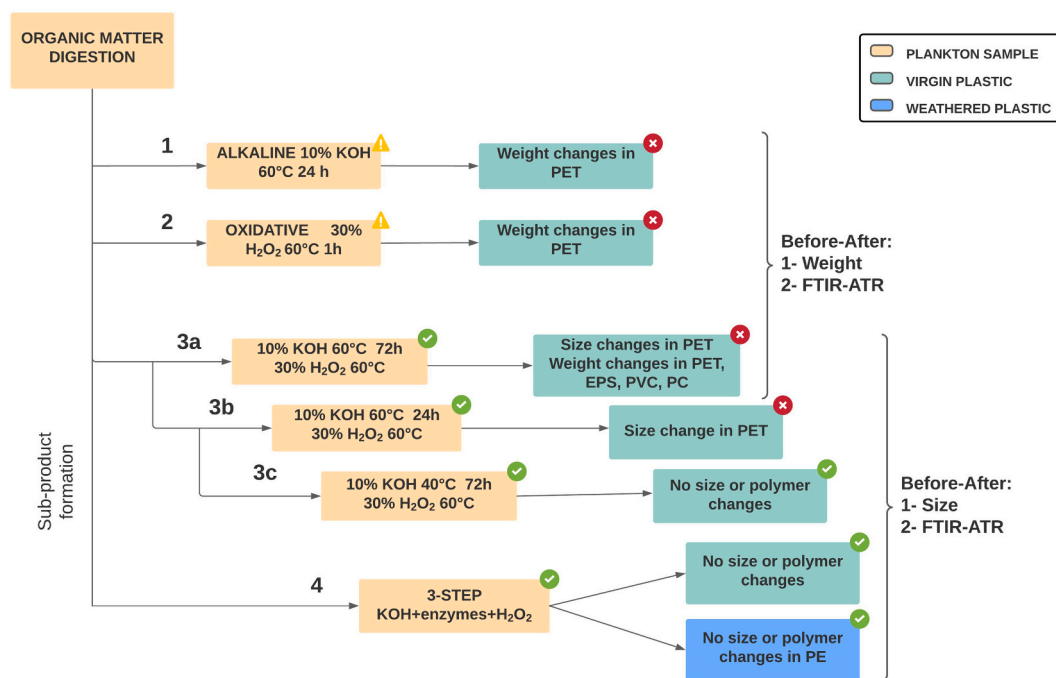 ORGANIC MATTER
DIGESTION
PLANKTON SAMPLE
VIRGIN PLASTIC
WEATHERED PLASTIC
1
ALKALINE 10% KOH
60°C 24 h
Weight changes in
PET
2
OXIDATIVE 30%
H₂O₂ 60°C 1h
Weight changes in
PET
Before-After:
1- Weight
2- FTIR-ATR
3a
10% KOH 60°C 72h
30% H₂O₂ 60°C
Size changes in PET
Weight changes in PET,
EPS, PVC, PC
3b
10% KOH 60°C 24h
30% H₂O₂ 60°C
Size change in PET
3c
10% KOH 40°C 72h
30% H₂O₂ 60°C
No size or polymer
changes
Before-After:
1- Size
2- FTIR-ATR
Sub-product
formation
4
3-STEP
KOH+enzymes+H₂O₂
No size or polymer
changes
No size or polymer
changes in PE